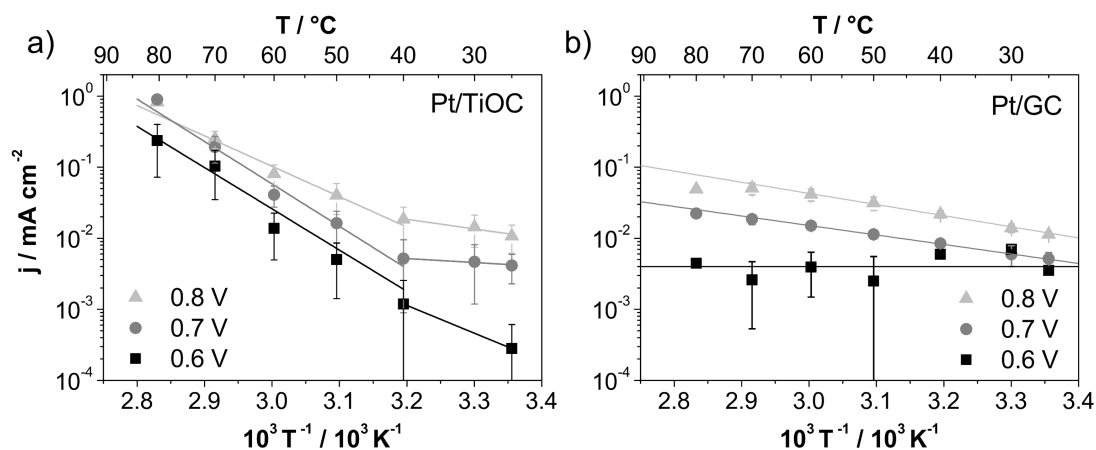 a)
T / °C
90 80 70 60 50 40 30
10⁰
10⁻¹
10⁻²
10⁻³
10⁻⁴
j / mA cm⁻²
Pt/TiOC
0.8 V
0.7 V
0.6 V
2.8 2.9 3.0 3.1 3.2 3.3 3.4
10³ T⁻¹ / 10³ K⁻¹
b)
T / °C
90 80 70 60 50 40 30
10⁰
10⁻¹
10⁻²
10⁻³
10⁻⁴
Pt/GC
0.8 V
0.7 V
0.6 V
2.8 2.9 3.0 3.1 3.2 3.3 3.4
10³ T⁻¹ / 10³ K⁻¹